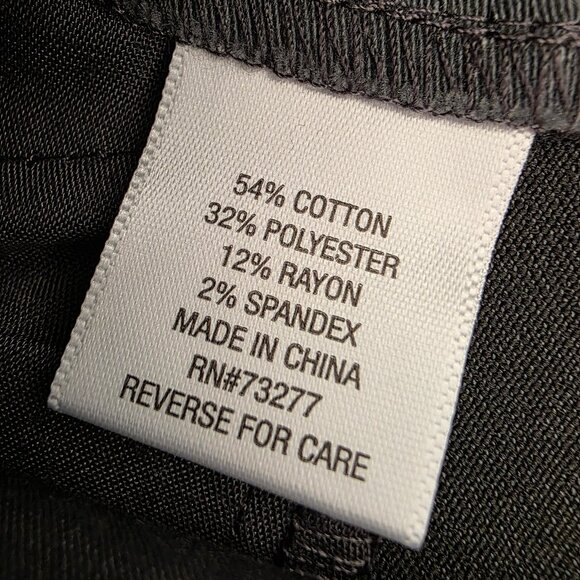 54% COTTON
32% POLYESTER
12% RAYON
2% SPANDEX
MADE IN CHINA
RN#73277
REVERSE FOR CARE